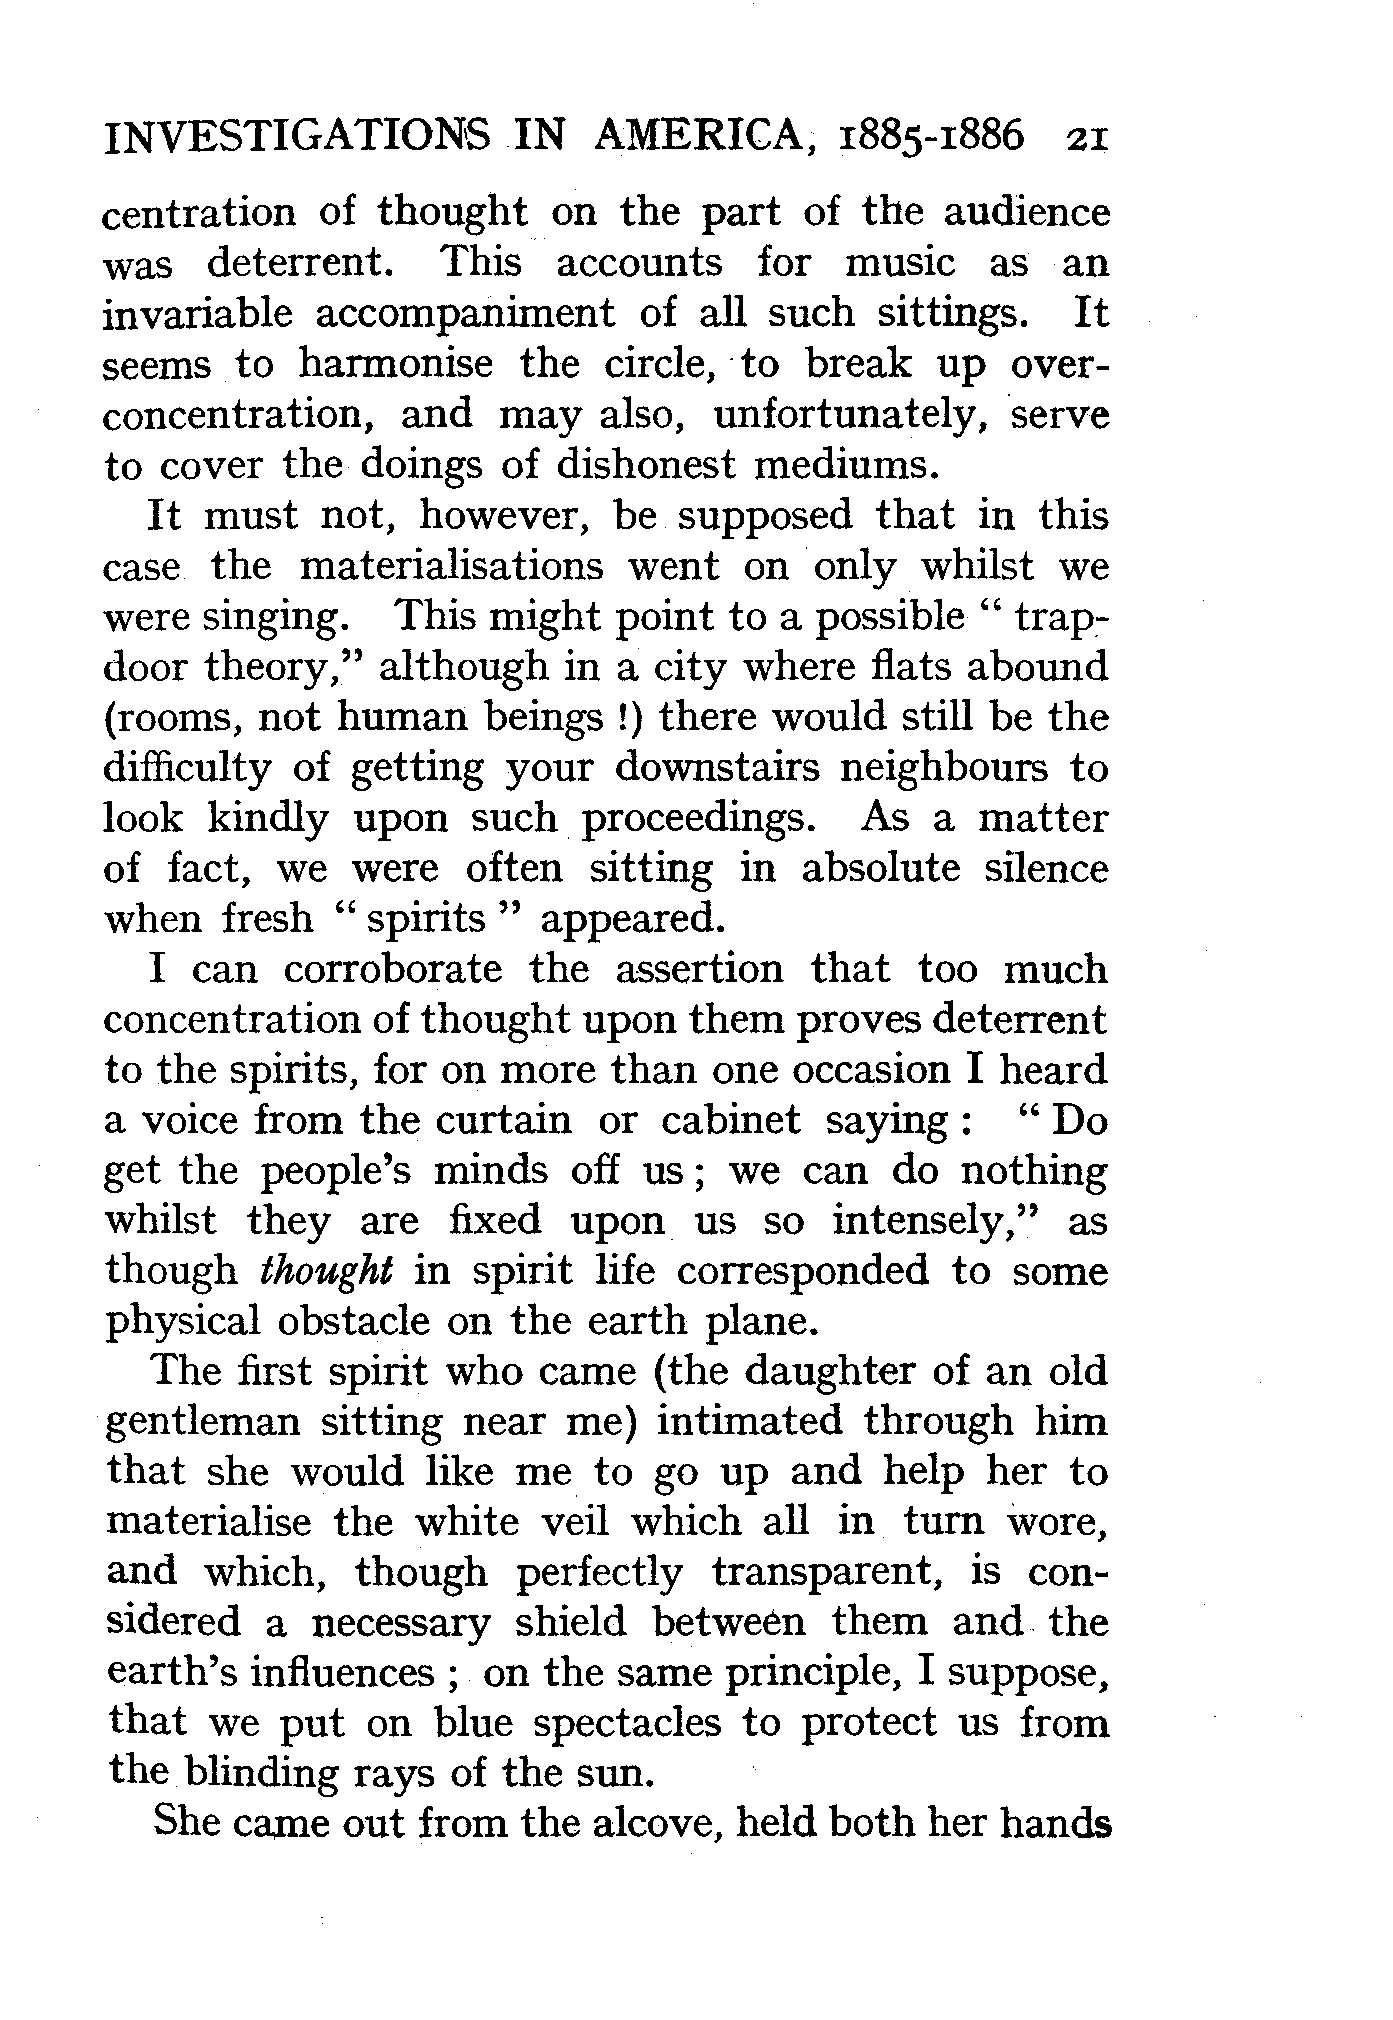 INVESTIGATIONS IN AMERICA, 1885-1886 21
centration of thought on the part of the audience
was deterrent. This accounts for music as an
invariable accompaniment of all such sittings. It
seems to harmonise the circle, to break up over-
concentration, and may also, unfortunately, serve
to cover the doings of dishonest mediums.
It must not, however, be supposed that in this
case the materialisations went on only whilst we
were singing. This might point to a possible “ trap-
door theory,” although in a city where flats abound
(rooms, not human beings !) there would still be the
difficulty of getting your downstairs neighbours to
look kindly upon such proceedings. As a matter
of fact, we were often sitting in absolute silence
when fresh “ spirits ” appeared.
I can corroborate the assertion that too much
concentration of thought upon them proves deterrent
to the spirits, for on more than one occasion I heard
a voice from the curtain or cabinet saying : “ Do
get the people’s minds off us ; we can do nothing
whilst they are fixed upon us so intensely,” as
though thought in spirit life corresponded to some
physical obstacle on the earth plane.
The first spirit who came (the daughter of an old
gentleman sitting near me) intimated through him
that she would like me to go up and help her to
materialise the white veil which all in turn wore,
and which, though perfectly transparent, is con-
sidered a necessary shield between them and the
earth’s influences ; on the same principle, I suppose,
that we put on blue spectacles to protect us from
the blinding rays of the sun.
She came out from the alcove, held both her hands